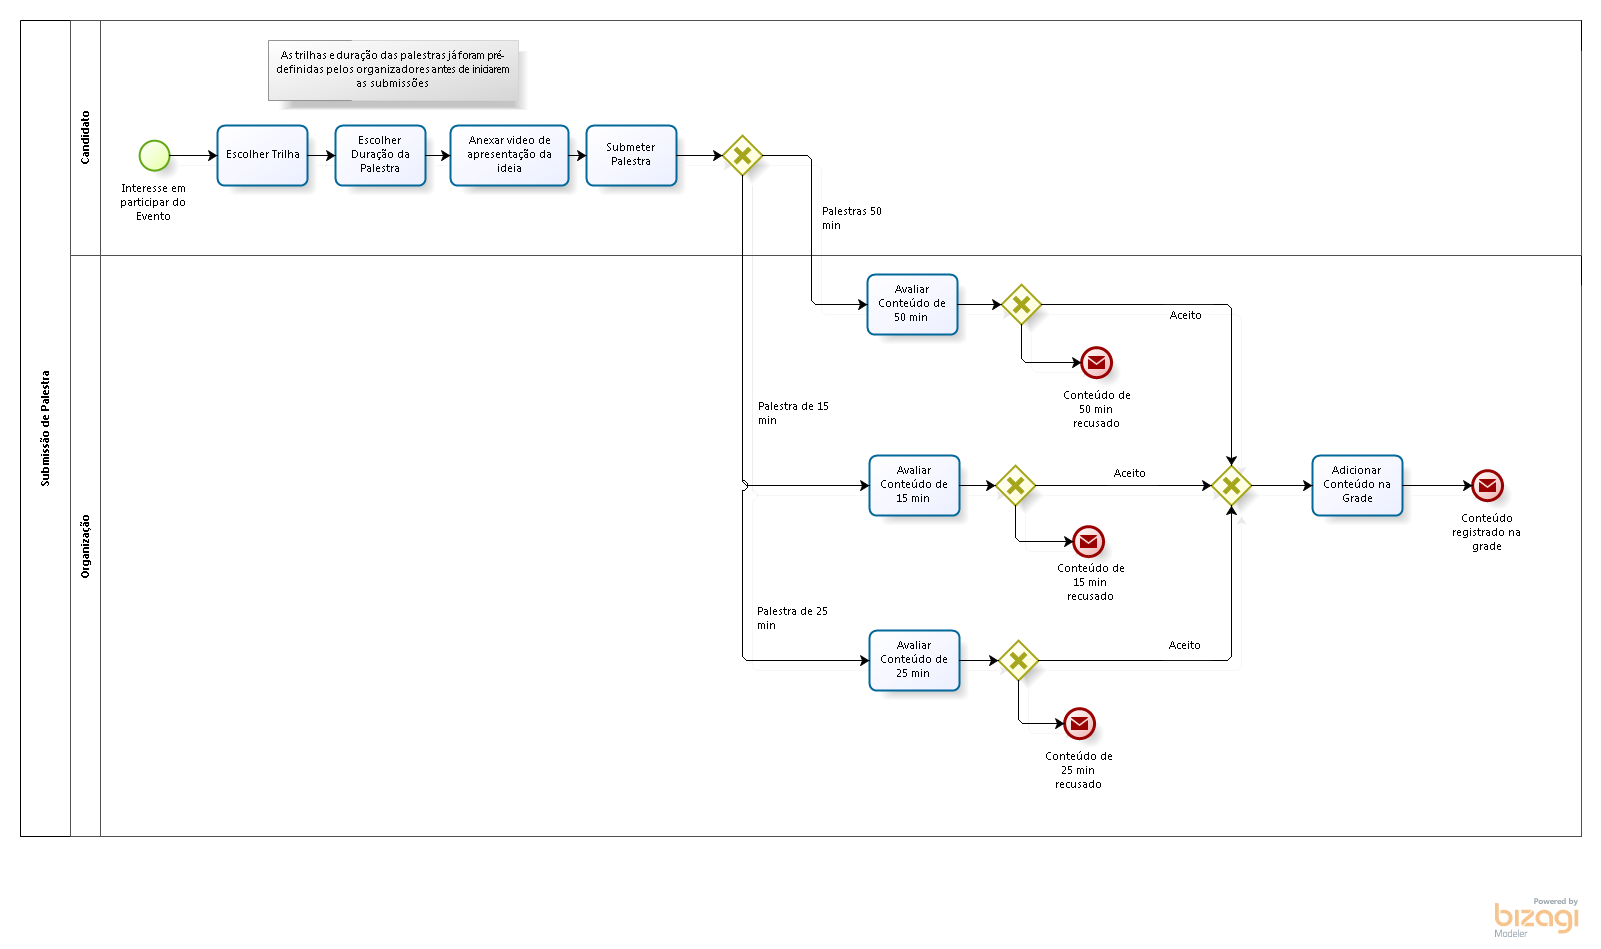 Submissão de Palestra
Candidato
As trilhas e duração das palestras já foram pré-
definidas pelos organizadores antes de iniciarem
as submissões
Interesse em
participar do
Evento
Escolher Trilha
Escolher
Duração da
Palestra
Anexar video de
apresentação da
ideia
Submeter
Palestra
Palestras 50
min
Organização
Avaliar
Conteúdo de
50 min
Aceito
Conteúdo de
50 min
recusado
Palestra de 15
min
Avaliar
Conteúdo de
15 min
Aceito
Conteúdo de
15 min
recusado
Adicionar
Conteúdo na
Grade
Conteúdo
registrado na
grade
Palestra de 25
min
Avaliar
Conteúdo de
25 min
Aceito
Conteúdo de
25 min
recusado
Powered by
bizagi
Modeler